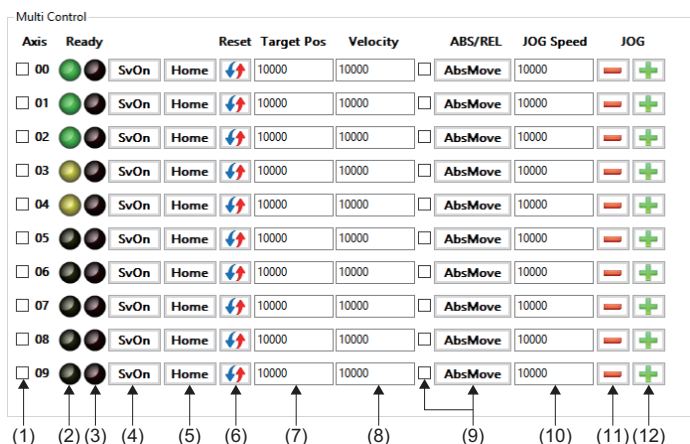 Multi Control
Axis Ready Reset Target Pos Velocity ABS/REL JOG Speed JOG
00 SvOn Home 10000 10000 AbsMove 10000
01 SvOn Home 10000 10000 AbsMove 10000
02 SvOn Home 10000 10000 AbsMove 10000
03 SvOn Home 10000 10000 AbsMove 10000
04 SvOn Home 10000 10000 AbsMove 10000
05 SvOn Home 10000 10000 AbsMove 10000
06 SvOn Home 10000 10000 AbsMove 10000
07 SvOn Home 10000 10000 AbsMove 10000
08 SvOn Home 10000 10000 AbsMove 10000
09 SvOn Home 10000 10000 AbsMove 10000
(1) (2) (3) (4) (5) (6) (7) (8) (9) (10) (11) (12)